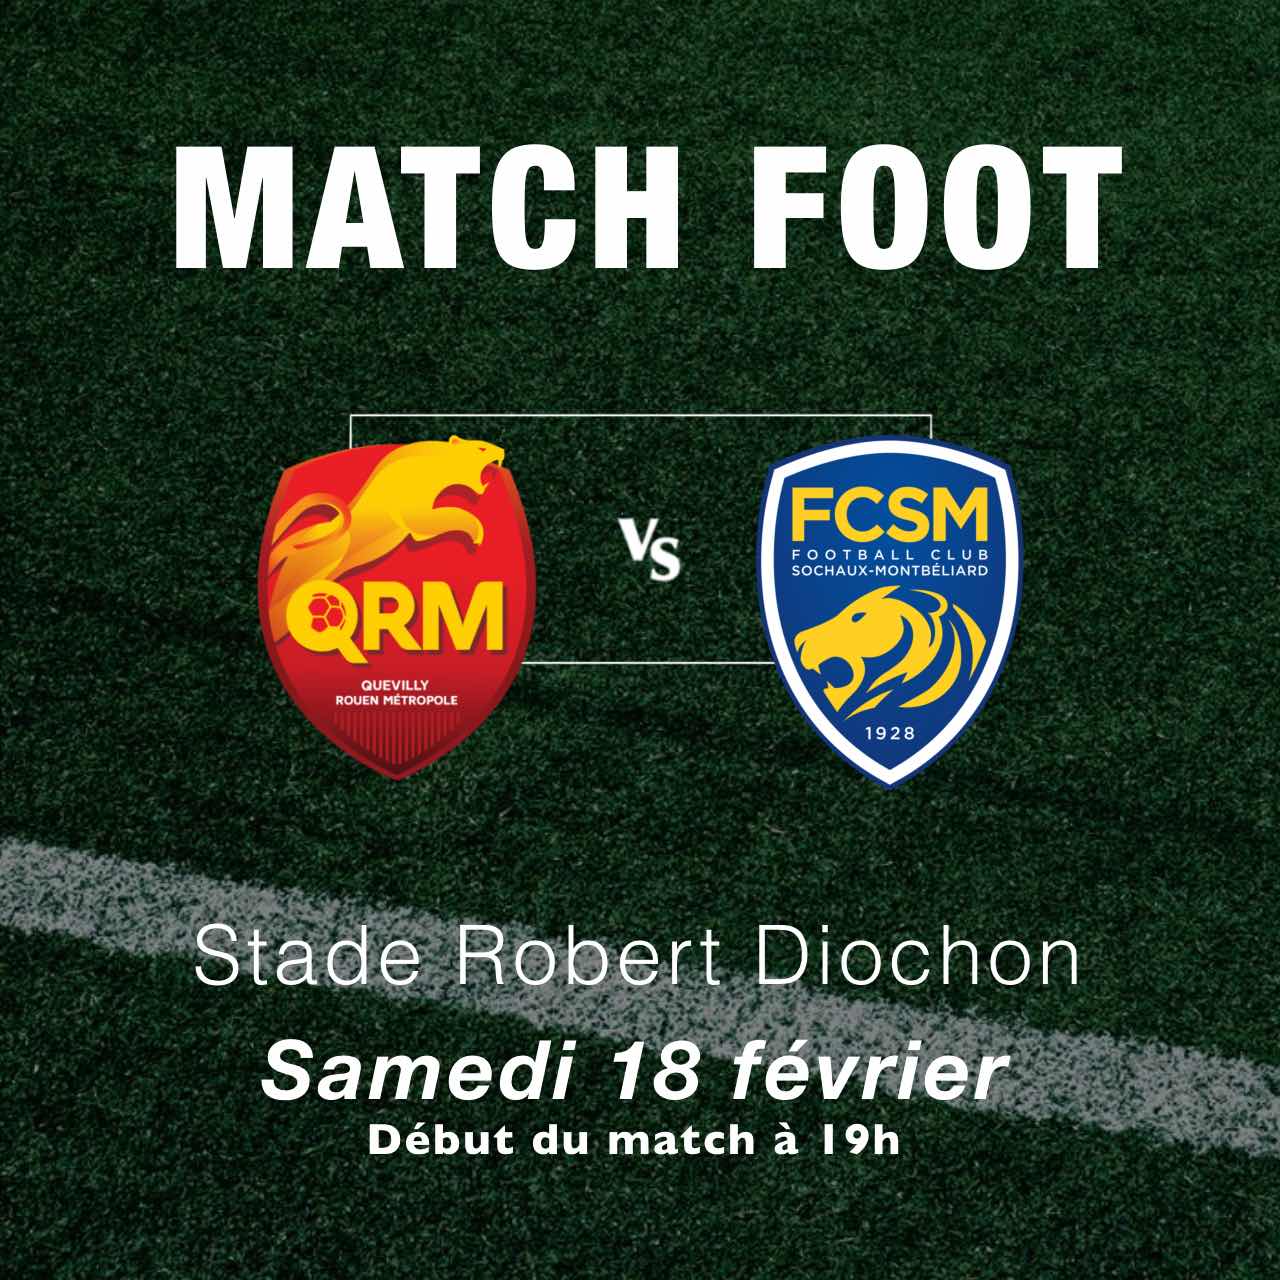 MATCH FOOT
QRM
QUEVILLY
ROUEN MÉTROPOLE
VS
FCSM
FOOTBALL CLUB
SOCHAUX-MONTBÉLIARD
1928
Stade Robert Diochon
Samedi 18 février
Début du match à 19h